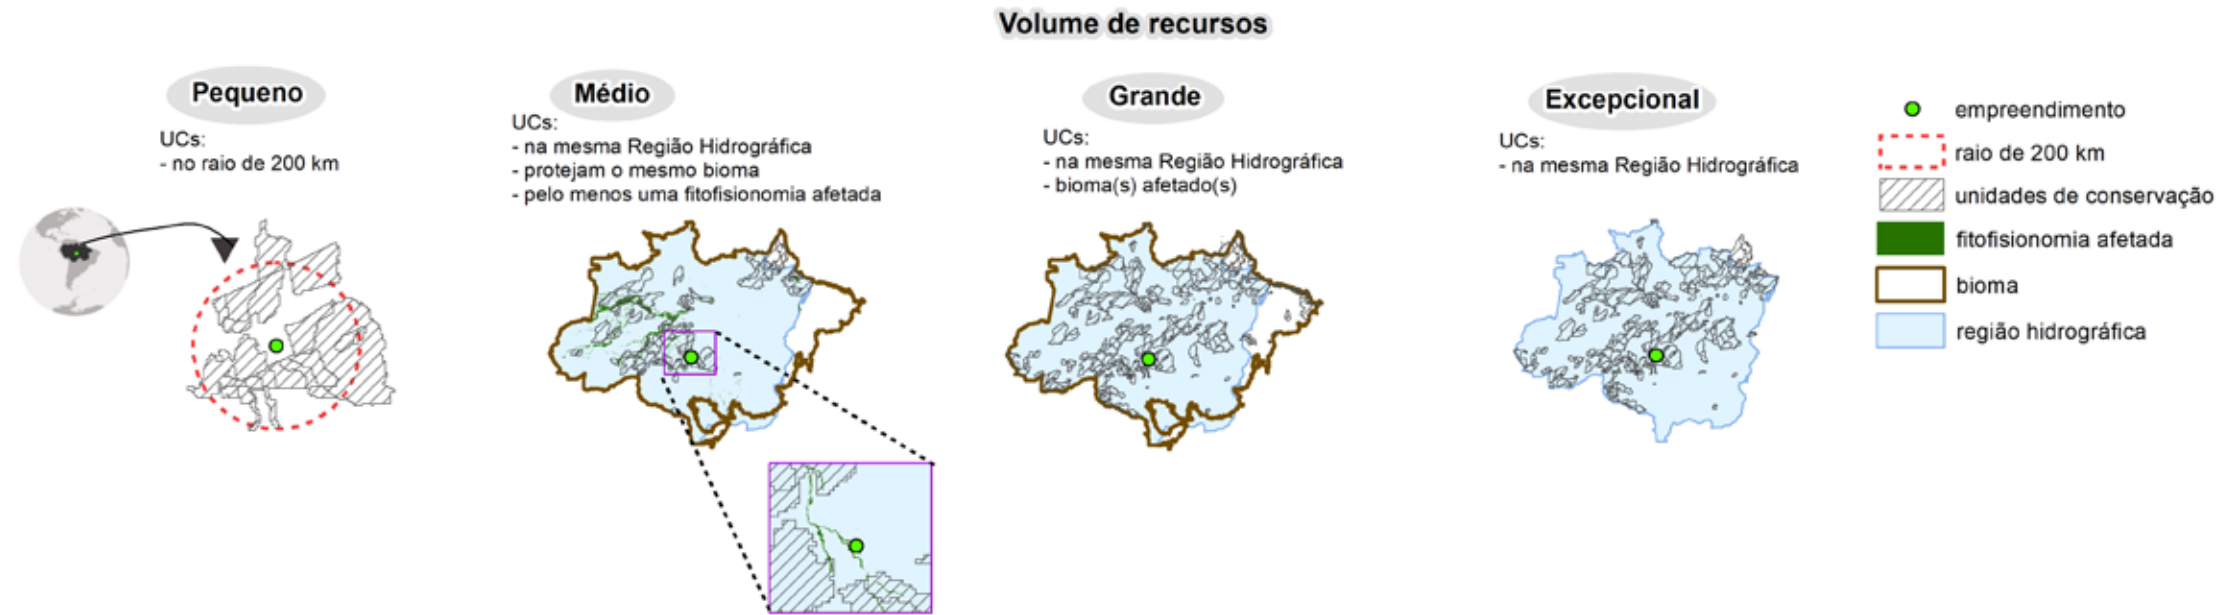 Volume de recursos
Pequeno
UCs:
- no raio de 200 km
Médio
UCs:
- na mesma Região Hidrográfica
- protejam o mesmo bioma
- pelo menos uma fitofisionomia afetada
Grande
UCs:
- na mesma Região Hidrográfica
- bioma(s) afetado(s)
Excepcional
UCs:
- na mesma Região Hidrográfica
empreendimento
raio de 200 km
unidades de conservação
fitofisionomia afetada
bioma
região hidrográfica